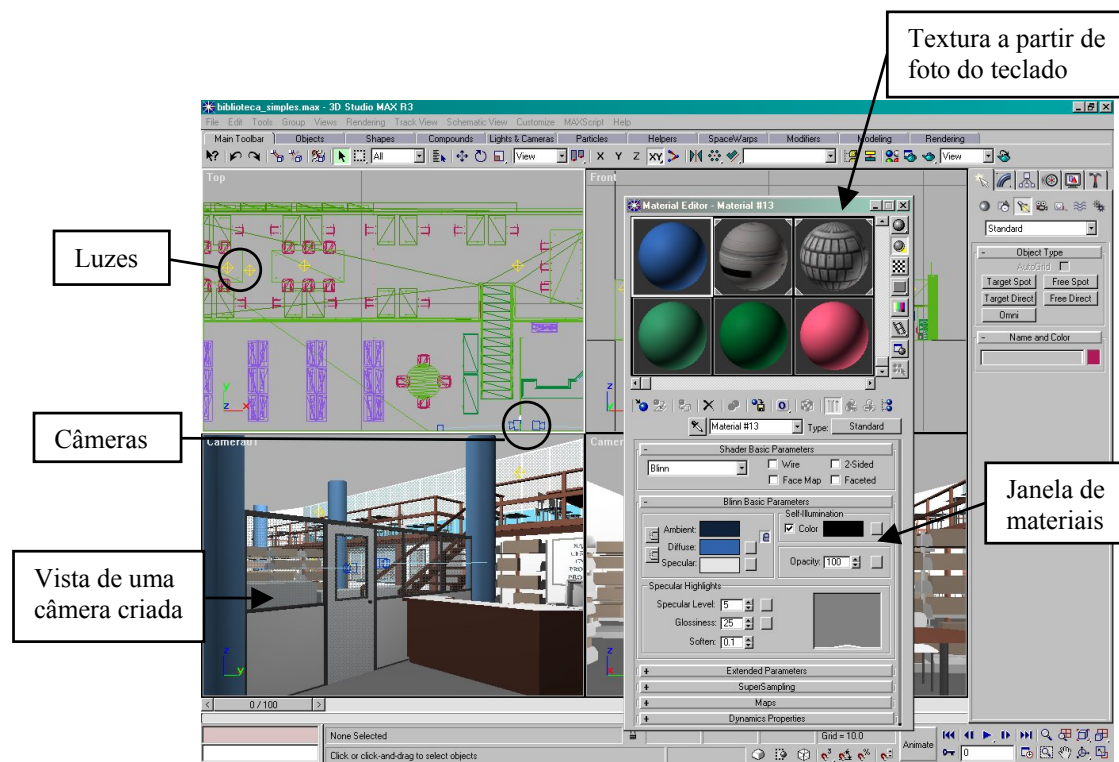 Textura a partir de
foto do teclado
biblioteca_simples.max - 3D Studio MAX R3
File Edit Tools Group Views Rendering Track View Schematic View Customize MAXScript Help
Main Toolbar Objects Shapes Compounds Lights & Cameras Particles Helpers SpaceWarps Modifiers Modeling Rendering
All View X Y Z XY View
Top
Front
Luzes
Câmeras
Camera01
Vista de uma
câmera criada
Material Editor - Material #13
Material #13 Type: Standard
Shader Basic Parameters
Blinn Wire 2-Sided
Face Map Faceted
Blinn Basic Parameters
Self-Illumination
Ambient: Color
Diffuse:
Specular: Opacity: 100
Specular Highlights
Specular Level: 5
Glossiness: 25
Soften: 0.1
Extended Parameters
SuperSampling
Maps
Dynamics Properties
Janela de
materiais
Standard
Object Type
AutoGrid
Target Spot Free Spot
Target Direct Free Direct
Omni
Name and Color
y
x
z
z
y
z
x
0 / 100
None Selected Grid = 10.0
Click or click-and-drag to select objects
Animate 0